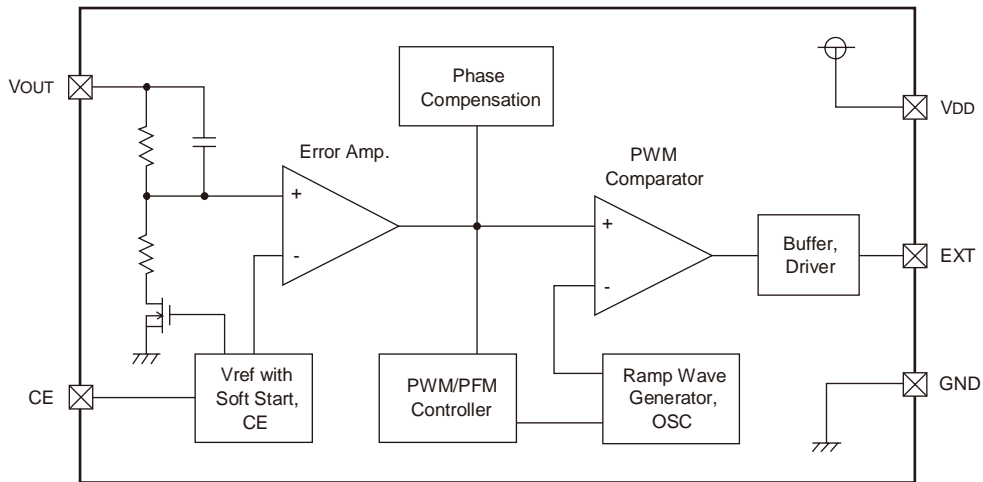 Phase
Compensation
VOUT
VDD
Error Amp.
PWM
Comparator
+
-
+
-
Buffer,
Driver
EXT
Vref with
Soft Start,
CE
PWM/PFM
Controller
Ramp Wave
Generator,
OSC
CE
GND